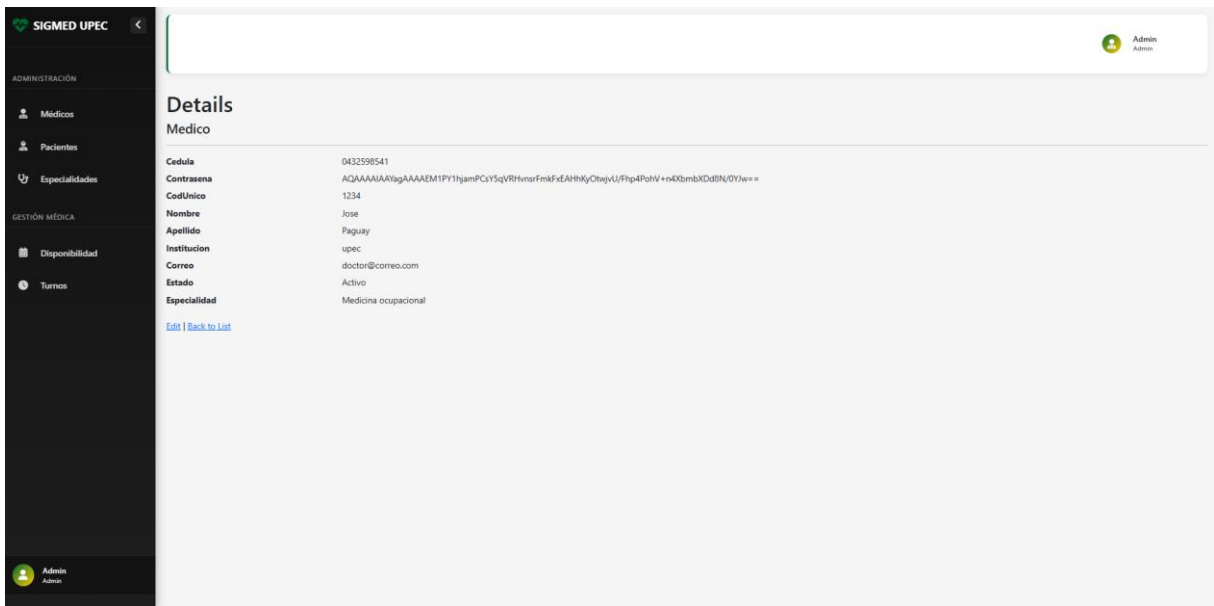 SIGMED UPEC
ADMINISTRACIÓN
Médicos
Pacientes
Especialidades
GESTIÓN MÉDICA
Disponibilidad
Turnos
Admin
Admin
Admin
Admin
Details
Medico
Cedula 0432598541
Contrasena AQAAAAIAAYagAAAAEM1PY1hjamPCsY5qVRHvnsrFmkFxEAHhKyOtwjvU/Fhp4PohV+n4XbmbXDd8N/0YJw==
CodUnico 1234
Nombre Jose
Apellido Paguay
Institucion upec
Correo doctor@correo.com
Estado Activo
Especialidad Medicina ocupacional
Edit | Back to List